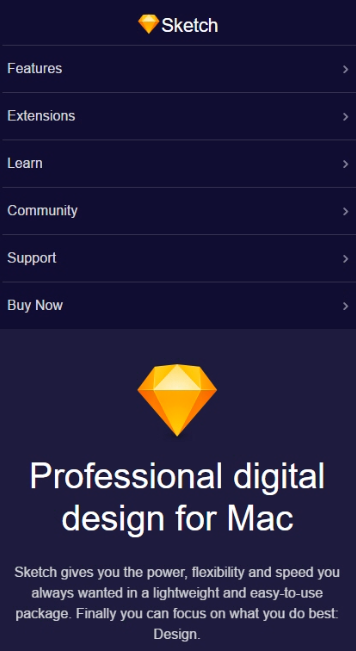 Sketch
Features
Extensions
Learn
Community
Support
Buy Now
Professional digital
design for Mac
Sketch gives you the power, flexibility and speed you
always wanted in a lightweight and easy-to-use
package. Finally you can focus on what you do best:
Design.